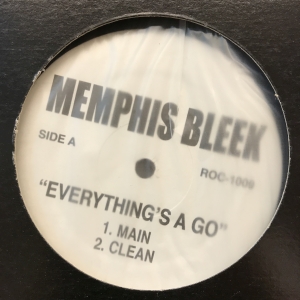 MEMPHIS BLEEK
SIDE A
ROC-1009
"EVERYTHING'S A GO"
1. MAIN
2. CLEAN